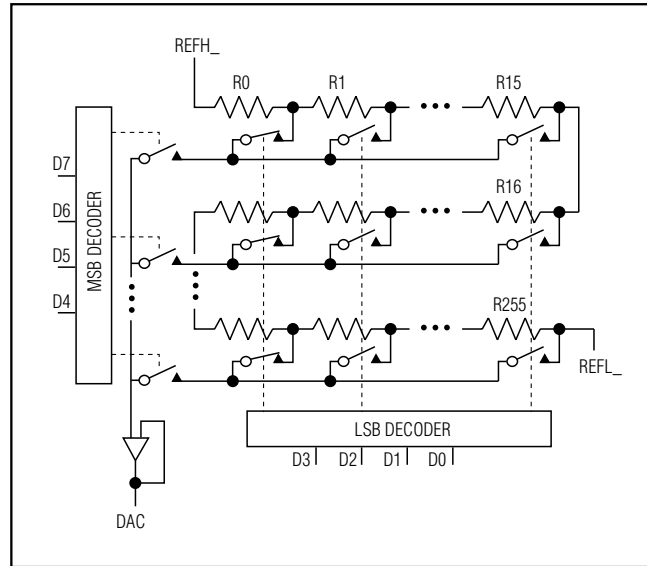 REFH_
R0
R1
R15
D7
D6
D5
D4
MSB DECODER
R16
R255
REFL_
LSB DECODER
D3
D2
D1
D0
DAC